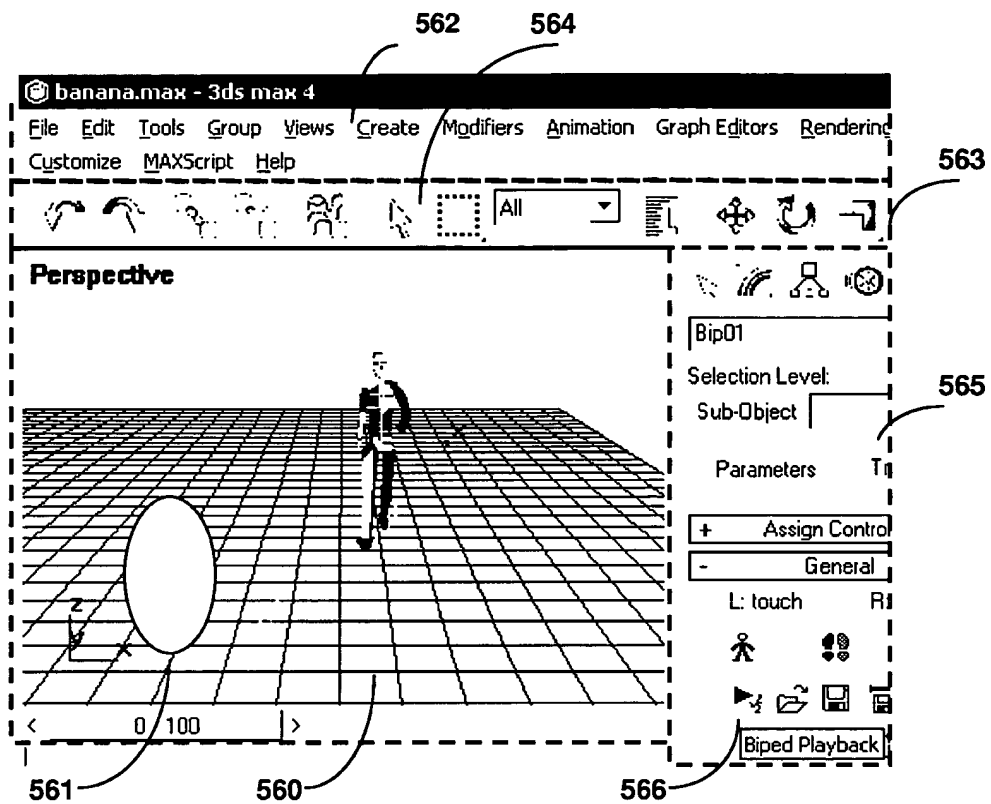 562 564
banana.max - 3ds max 4
File Edit Tools Group Views Create Modifiers Animation Graph Editors Rendering
Customize MAXScript Help
563
All
Perspective
Bip01
Selection Level:
565
Sub-Object
Parameters
+ Assign Control
- General
L: touch R:
z
y
x
< 0 100 >
Biped Playback
561 560 566